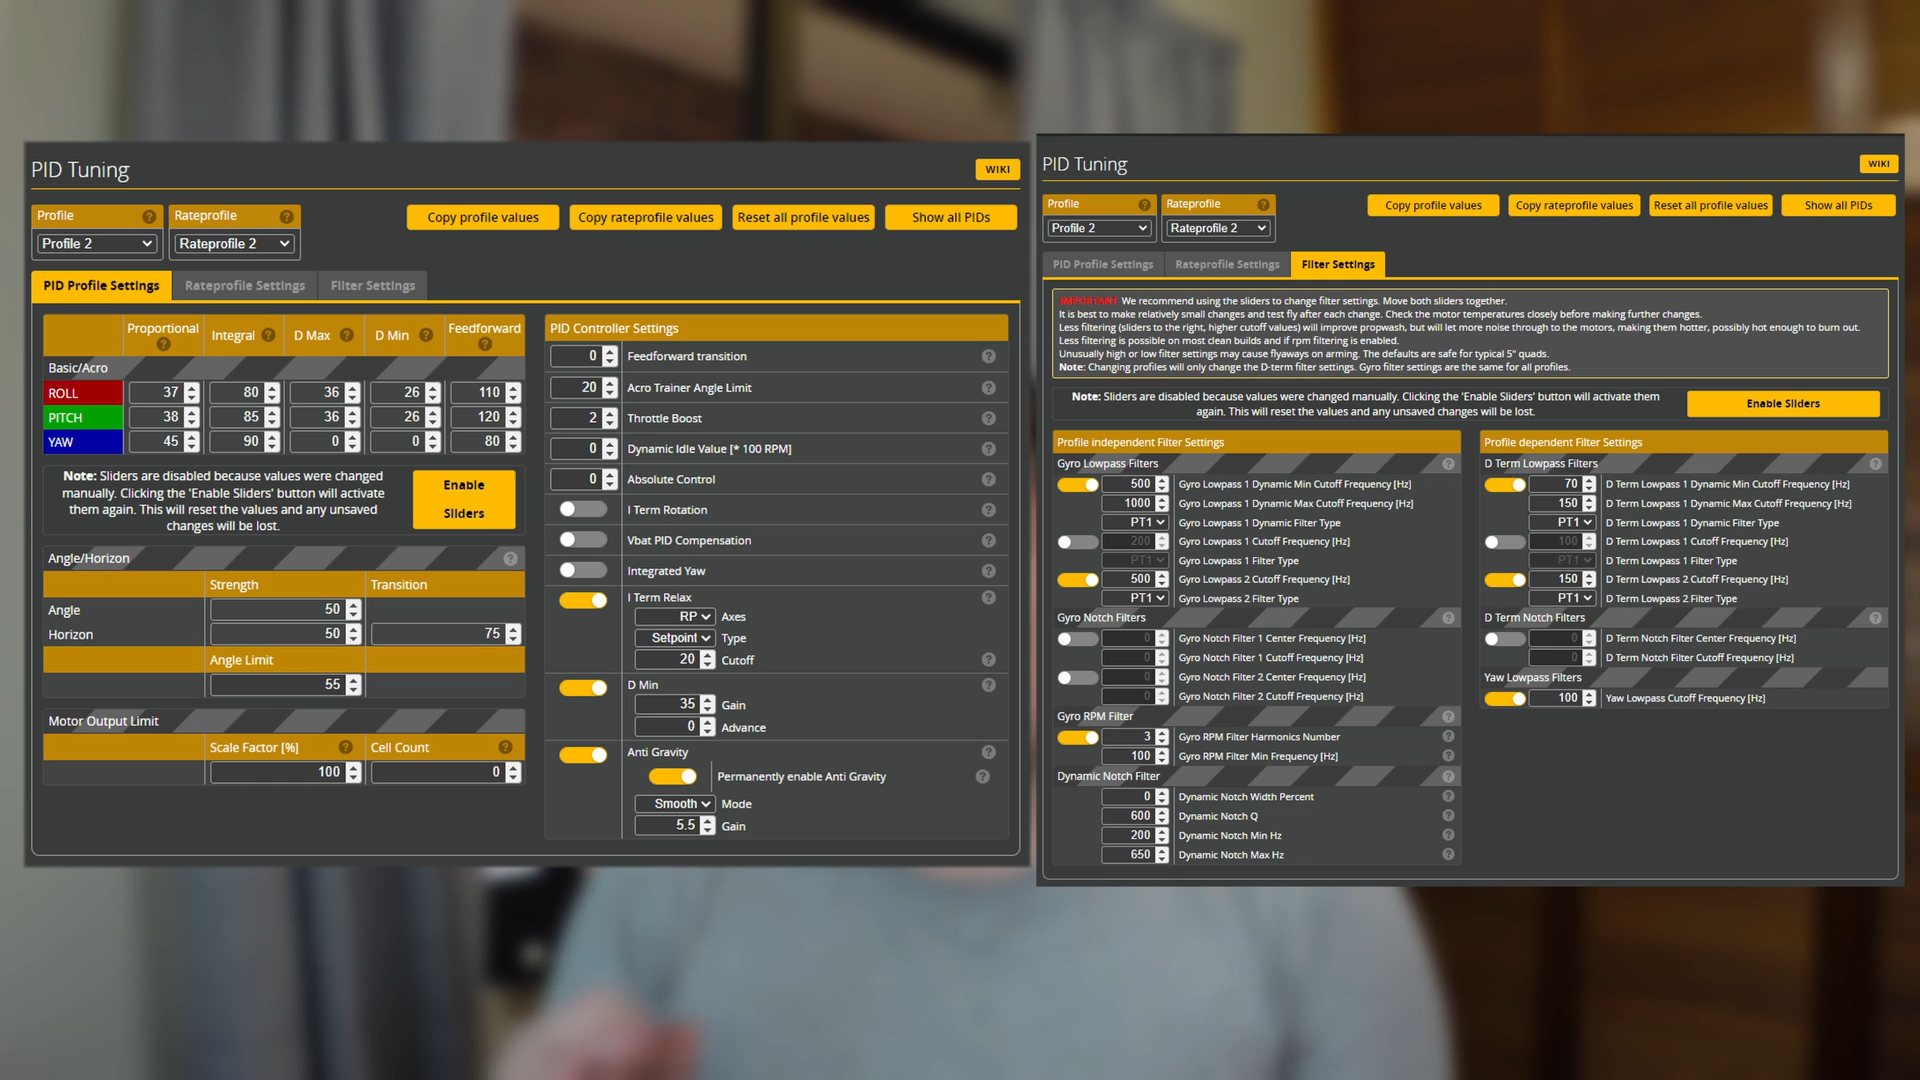 PID Tuning
WIKI
Profile
Rateprofile
Profile 2
Rateprofile 2
Copy profile values
Copy rateprofile values
Reset all profile values
Show all PIDs
PID Profile Settings
Rateprofile Settings
Filter Settings
Proportional
Integral
D Max
D Min
Feedforward
Basic/Acro
ROLL 37 80 36 26 110
PITCH 38 85 36 26 120
YAW 45 90 0 0 80
Note: Sliders are disabled because values were changed
manually. Clicking the 'Enable Sliders' button will activate
them again. This will reset the values and any unsaved
changes will be lost.
Enable
Sliders
Angle/Horizon
Strength
Transition
Angle 50
Horizon 50 75
Angle Limit
55
Motor Output Limit
Scale Factor [%]
Cell Count
100 0
PID Controller Settings
0 Feedforward transition
20 Acro Trainer Angle Limit
2 Throttle Boost
0 Dynamic Idle Value [* 100 RPM]
0 Absolute Control
I Term Rotation
Vbat PID Compensation
Integrated Yaw
I Term Relax
RP Axes
Setpoint Type
20 Cutoff
D Min
35 Gain
0 Advance
Anti Gravity
Permanently enable Anti Gravity
Smooth Mode
5.5 Gain
PID Tuning
WIKI
Profile
Rateprofile
Profile 2
Rateprofile 2
Copy profile values
Copy rateprofile values
Reset all profile values
Show all PIDs
PID Profile Settings
Rateprofile Settings
Filter Settings
IMPORTANT: We recommend using the sliders to change filter settings. Move both sliders together.
It is best to make relatively small changes and test fly after each change. Check the motor temperatures closely before making further changes.
Less filtering (sliders to the right, higher cutoff values) will improve propwash, but will let more noise through to the motors, making them hotter, possibly hot enough to burn out.
Less filtering is possible on most clean builds and if rpm filtering is enabled.
Unusually high or low filter settings may cause flyaways on arming. The defaults are safe for typical 5" quads.
Note: Changing profiles will only change the D-term filter settings. Gyro filter settings are the same for all profiles.
Note: Sliders are disabled because values were changed manually. Clicking the 'Enable Sliders' button will activate them
again. This will reset the values and any unsaved changes will be lost.
Enable Sliders
Profile independent Filter Settings
Gyro Lowpass Filters
500 Gyro Lowpass 1 Dynamic Min Cutoff Frequency [Hz]
1000 Gyro Lowpass 1 Dynamic Max Cutoff Frequency [Hz]
PT1 Gyro Lowpass 1 Dynamic Filter Type
200 Gyro Lowpass 1 Cutoff Frequency [Hz]
PT1 Gyro Lowpass 1 Filter Type
500 Gyro Lowpass 2 Cutoff Frequency [Hz]
PT1 Gyro Lowpass 2 Filter Type
Gyro Notch Filters
0 Gyro Notch Filter 1 Center Frequency [Hz]
0 Gyro Notch Filter 1 Cutoff Frequency [Hz]
0 Gyro Notch Filter 2 Center Frequency [Hz]
0 Gyro Notch Filter 2 Cutoff Frequency [Hz]
Gyro RPM Filter
3 Gyro RPM Filter Harmonics Number
100 Gyro RPM Filter Min Frequency [Hz]
Dynamic Notch Filter
0 Dynamic Notch Width Percent
600 Dynamic Notch Q
200 Dynamic Notch Min Hz
650 Dynamic Notch Max Hz
Profile dependent Filter Settings
D Term Lowpass Filters
70 D Term Lowpass 1 Dynamic Min Cutoff Frequency [Hz]
150 D Term Lowpass 1 Dynamic Max Cutoff Frequency [Hz]
PT1 D Term Lowpass 1 Dynamic Filter Type
100 D Term Lowpass 1 Cutoff Frequency [Hz]
PT1 D Term Lowpass 1 Filter Type
150 D Term Lowpass 2 Cutoff Frequency [Hz]
PT1 D Term Lowpass 2 Filter Type
D Term Notch Filters
0 D Term Notch Filter Center Frequency [Hz]
0 D Term Notch Filter Cutoff Frequency [Hz]
Yaw Lowpass Filters
100 Yaw Lowpass Cutoff Frequency [Hz]